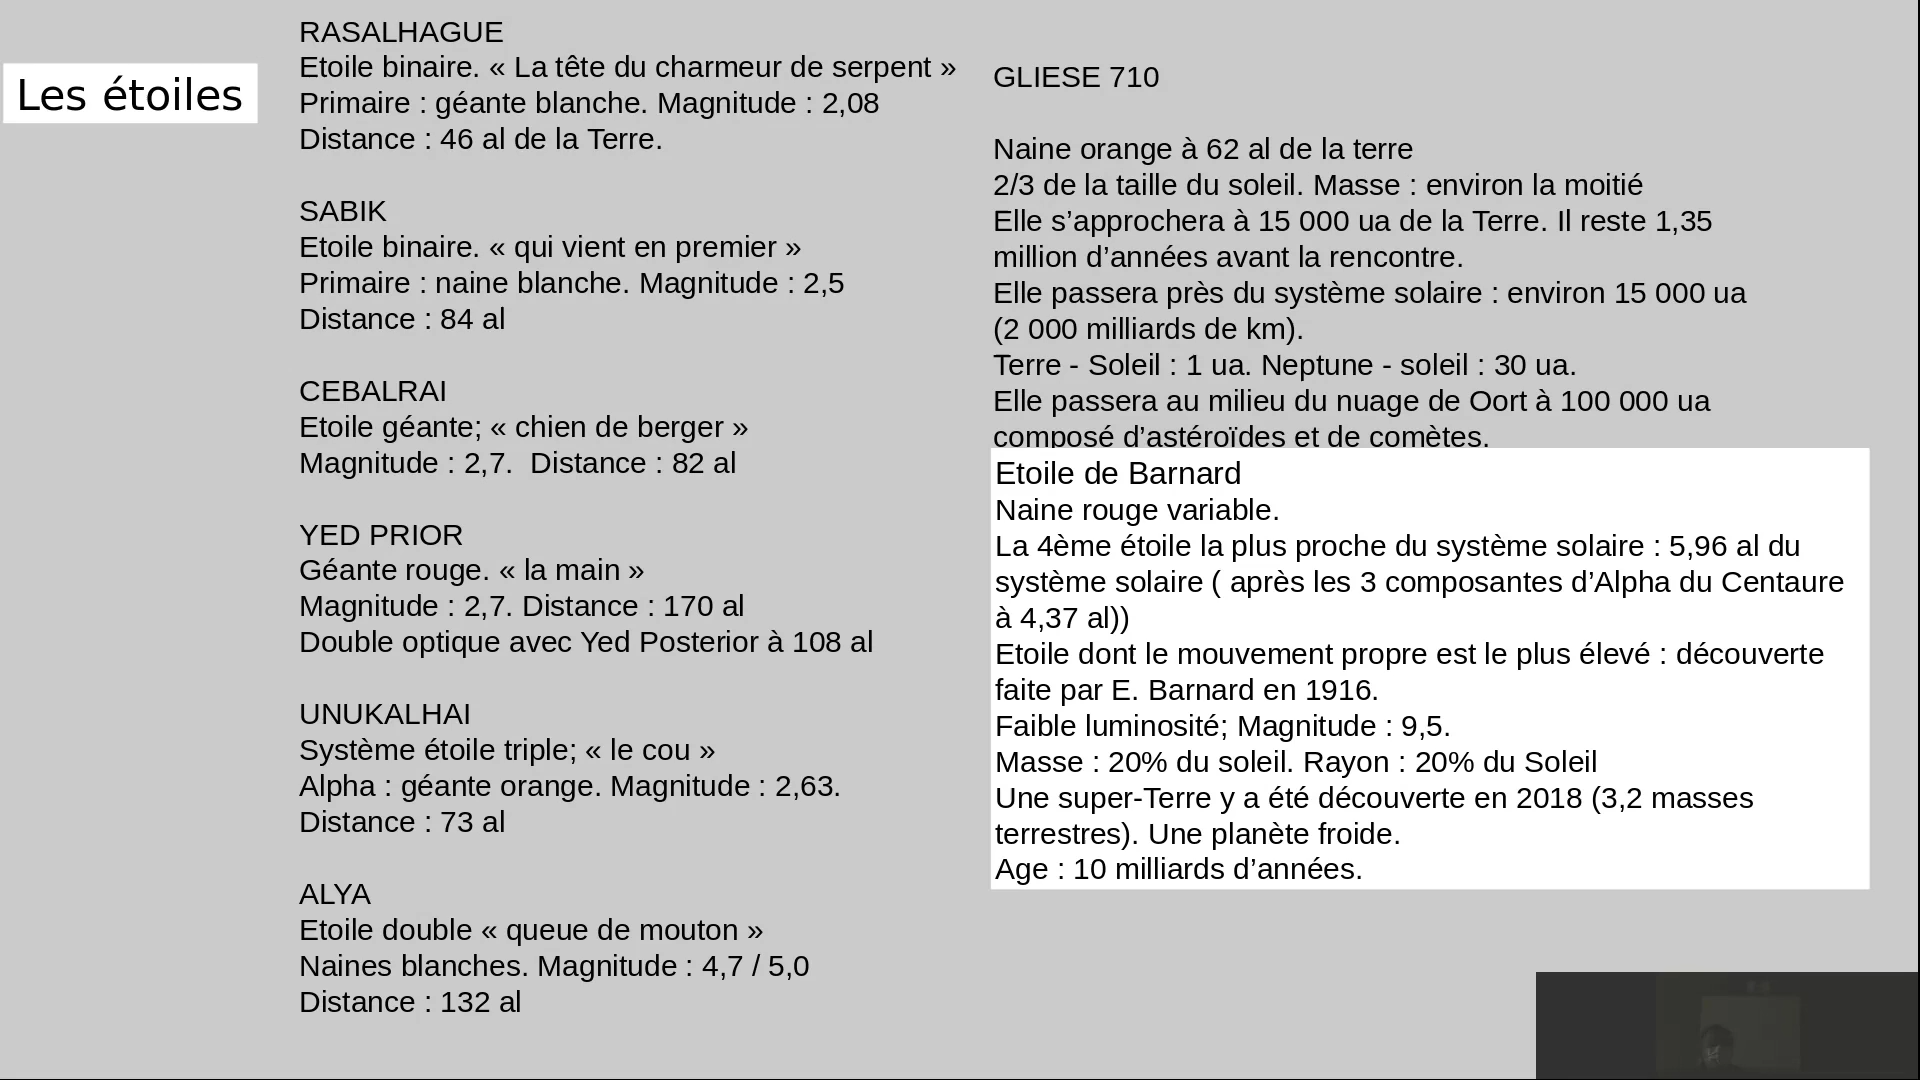 Les étoiles
RASALHAGUE
Etoile binaire. « La tête du charmeur de serpent »
Primaire : géante blanche. Magnitude : 2,08
Distance : 46 al de la Terre.
SABIK
Etoile binaire. « qui vient en premier »
Primaire : naine blanche. Magnitude : 2,5
Distance : 84 al
CEBALRAI
Etoile géante; « chien de berger »
Magnitude : 2,7.  Distance : 82 al
YED PRIOR
Géante rouge. « la main »
Magnitude : 2,7. Distance : 170 al
Double optique avec Yed Posterior à 108 al
UNUKALHAI
Système étoile triple; « le cou »
Alpha : géante orange. Magnitude : 2,63.
Distance : 73 al
ALYA
Etoile double « queue de mouton »
Naines blanches. Magnitude : 4,7 / 5,0
Distance : 132 al
GLIESE 710
Naine orange à 62 al de la terre
2/3 de la taille du soleil. Masse : environ la moitié
Elle s’approchera à 15 000 ua de la Terre. Il reste 1,35
million d’années avant la rencontre.
Elle passera près du système solaire : environ 15 000 ua
(2 000 milliards de km).
Terre - Soleil : 1 ua. Neptune - soleil : 30 ua.
Elle passera au milieu du nuage de Oort à 100 000 ua
composé d’astéroïdes et de comètes.
Etoile de Barnard
Naine rouge variable.
La 4ème étoile la plus proche du système solaire : 5,96 al du
système solaire ( après les 3 composantes d’Alpha du Centaure
à 4,37 al))
Etoile dont le mouvement propre est le plus élevé : découverte
faite par E. Barnard en 1916.
Faible luminosité; Magnitude : 9,5.
Masse : 20% du soleil. Rayon : 20% du Soleil
Une super-Terre y a été découverte en 2018 (3,2 masses
terrestres). Une planète froide.
Age : 10 milliards d’années.